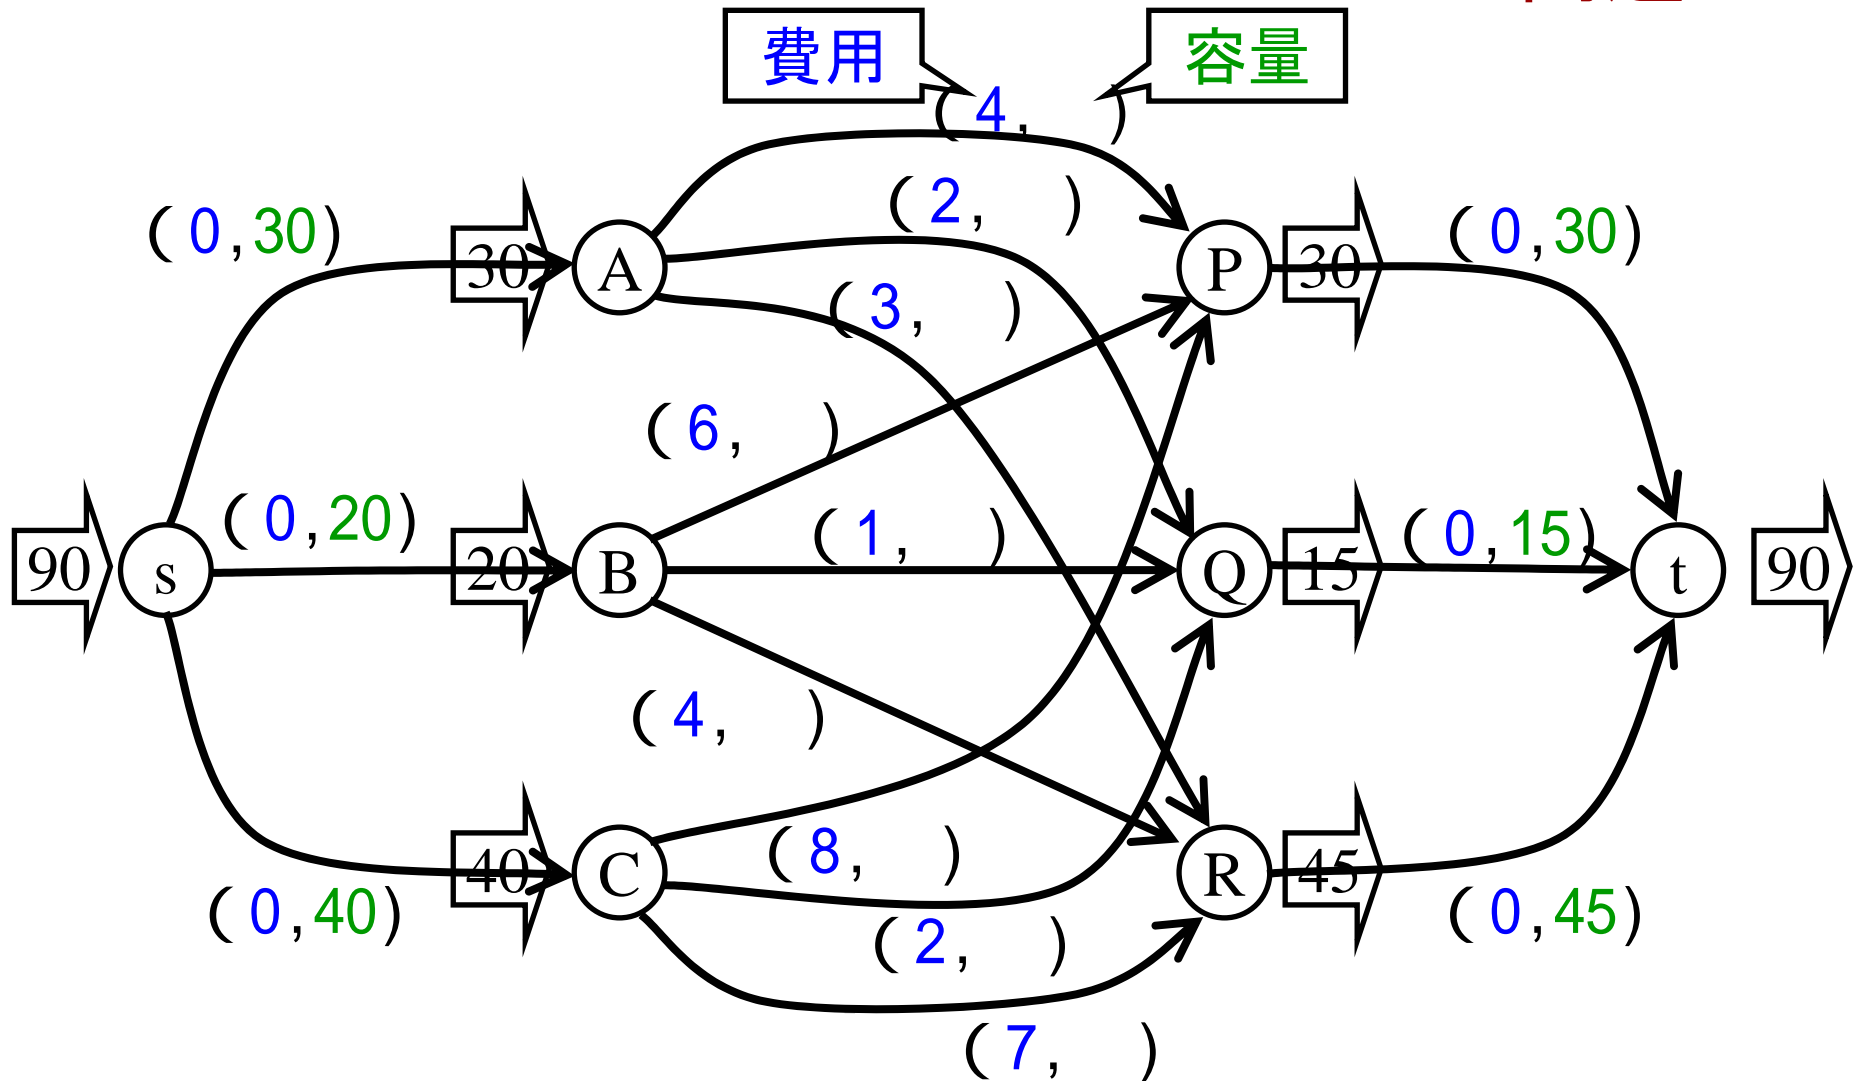 費用
容量
(4, )
(0,30)
30
A
(2, )
P
30
(0,30)
(3, )
(6, )
90
s
(0,20)
20
B
(1, )
Q
15
(0,15)
t
90
(4, )
40
C
(8, )
R
45
(0,40)
(2, )
(0,45)
(7, )